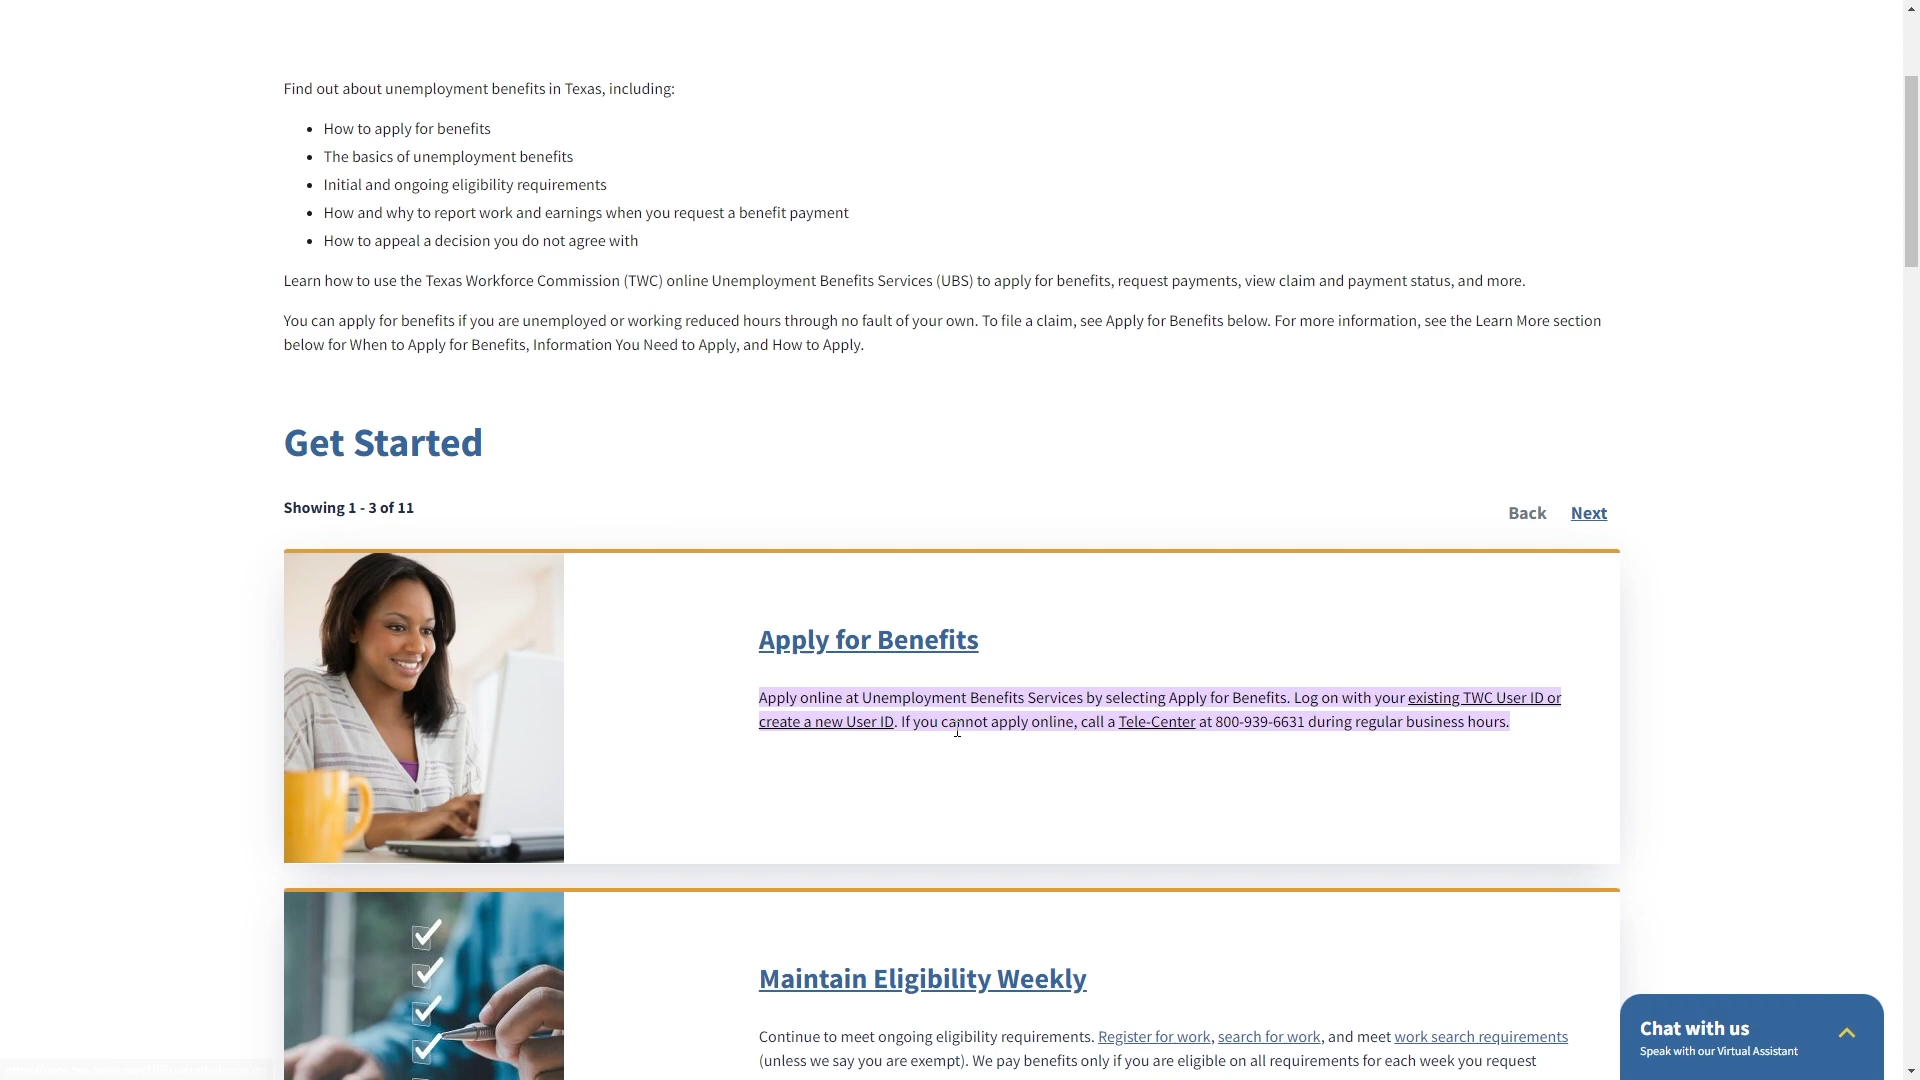 Find out about unemployment benefits in Texas, including:
How to apply for benefits
The basics of unemployment benefits
Initial and ongoing eligibility requirements
How and why to report work and earnings when you request a benefit payment
How to appeal a decision you do not agree with
Learn how to use the Texas Workforce Commission (TWC) online Unemployment Benefits Services (UBS) to apply for benefits, request payments, view claim and payment status, and more.
You can apply for benefits if you are unemployed or working reduced hours through no fault of your own. To file a claim, see Apply for Benefits below. For more information, see the Learn More section
below for When to Apply for Benefits, Information You Need to Apply, and How to Apply.
Get Started
Showing 1 - 3 of 11
Back Next
Apply for Benefits
Apply online at Unemployment Benefits Services by selecting Apply for Benefits. Log on with your existing TWC User ID or
create a new User ID. If you cannot apply online, call a Tele-Center at 800-939-6631 during regular business hours.
Maintain Eligibility Weekly
Continue to meet ongoing eligibility requirements. Register for work, search for work, and meet work search requirements
(unless we say you are exempt). We pay benefits only if you are eligible on all requirements for each week you request
Chat with us
Speak with our Virtual Assistant